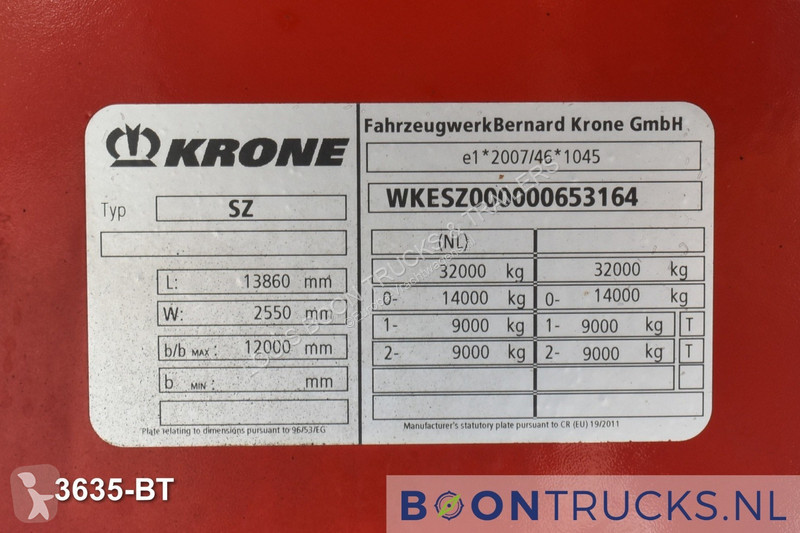 KRONE
Typ SZ
L: 13860 mm
W: 2550 mm
b/b MAX: 12000 mm
b MIN: mm
Plate relating to dimensions pursuant to 96/53/EG
FahrzeugwerkBernard Krone GmbH
e1*2007/46*1045
WKESZ000000653164
(NL)
32000 kg 32000 kg
0- 14000 kg 0- 14000 kg
1- 9000 kg 1- 9000 kg T
2- 9000 kg 2- 9000 kg T
Manufacturer's statutory plate pursuant to CR (EU) 19/2011
3635-BT
BOONTRUCKS.NL